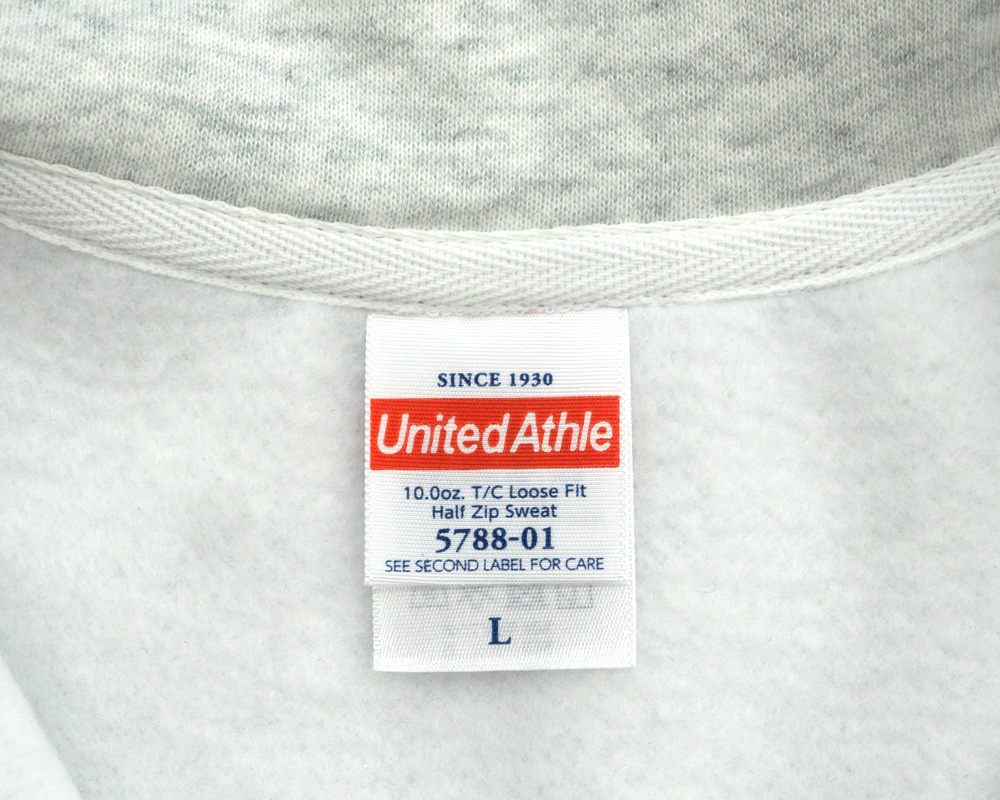 SINCE 1930
United Athle
10.0oz. T/C Loose Fit
Half Zip Sweat
5788-01
SEE SECOND LABEL FOR CARE
L